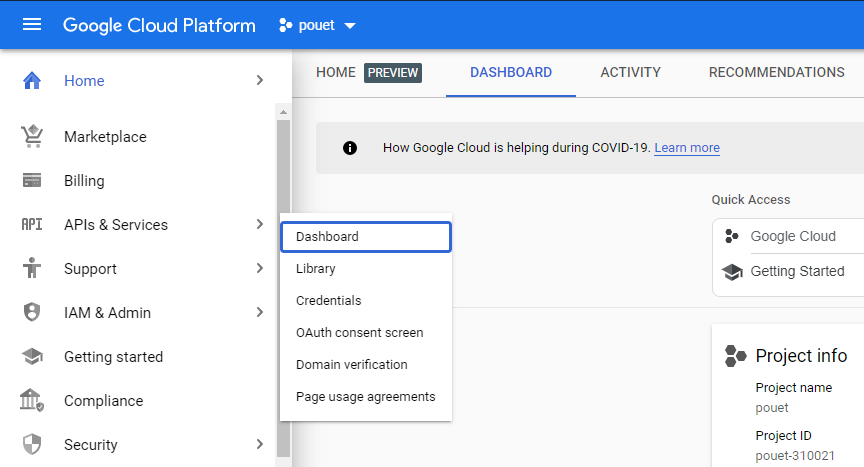 Google Cloud Platform pouet
Home
Marketplace
Billing
API APIs & Services
Support
IAM & Admin
Getting started
Compliance
Security
Dashboard
Library
Credentials
OAuth consent screen
Domain verification
Page usage agreements
HOME PREVIEW DASHBOARD ACTIVITY RECOMMENDATIONS
How Google Cloud is helping during COVID-19. Learn more
Quick Access
Google Cloud
Getting Started
Project info
Project name
pouet
Project ID
pouet-310021